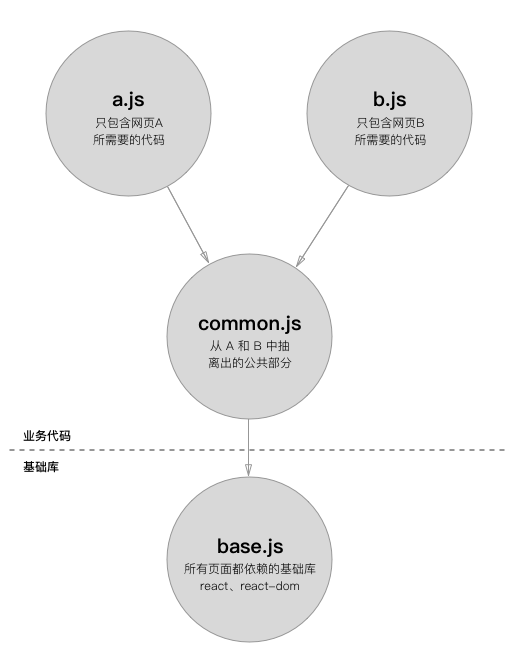 a.js
只包含网页A
所需要的代码
b.js
只包含网页B
所需要的代码
common.js
从 A 和 B 中抽
离出的公共部分
业务代码
基础库
base.js
所有页面都依赖的基础库
react、react-dom